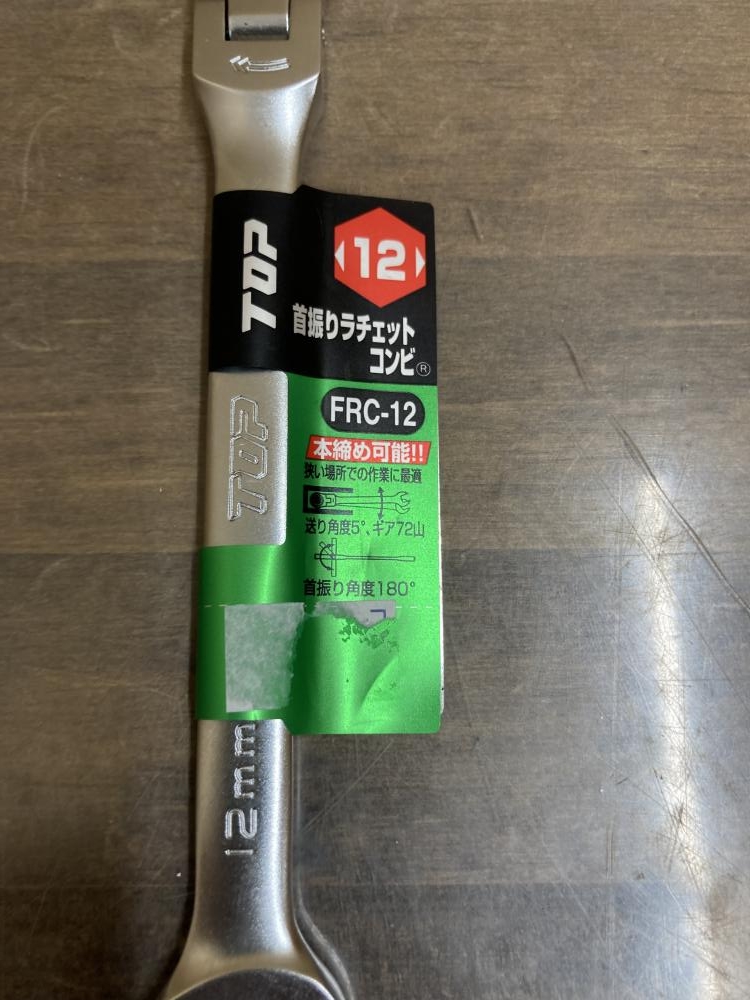 TOP
12
首振りラチェット
コンビ®
FRC-12
本締め可能!!
狭い場所での作業に最適
送り角度5°、ギア72山
首振り角度180°
TOP
12mm